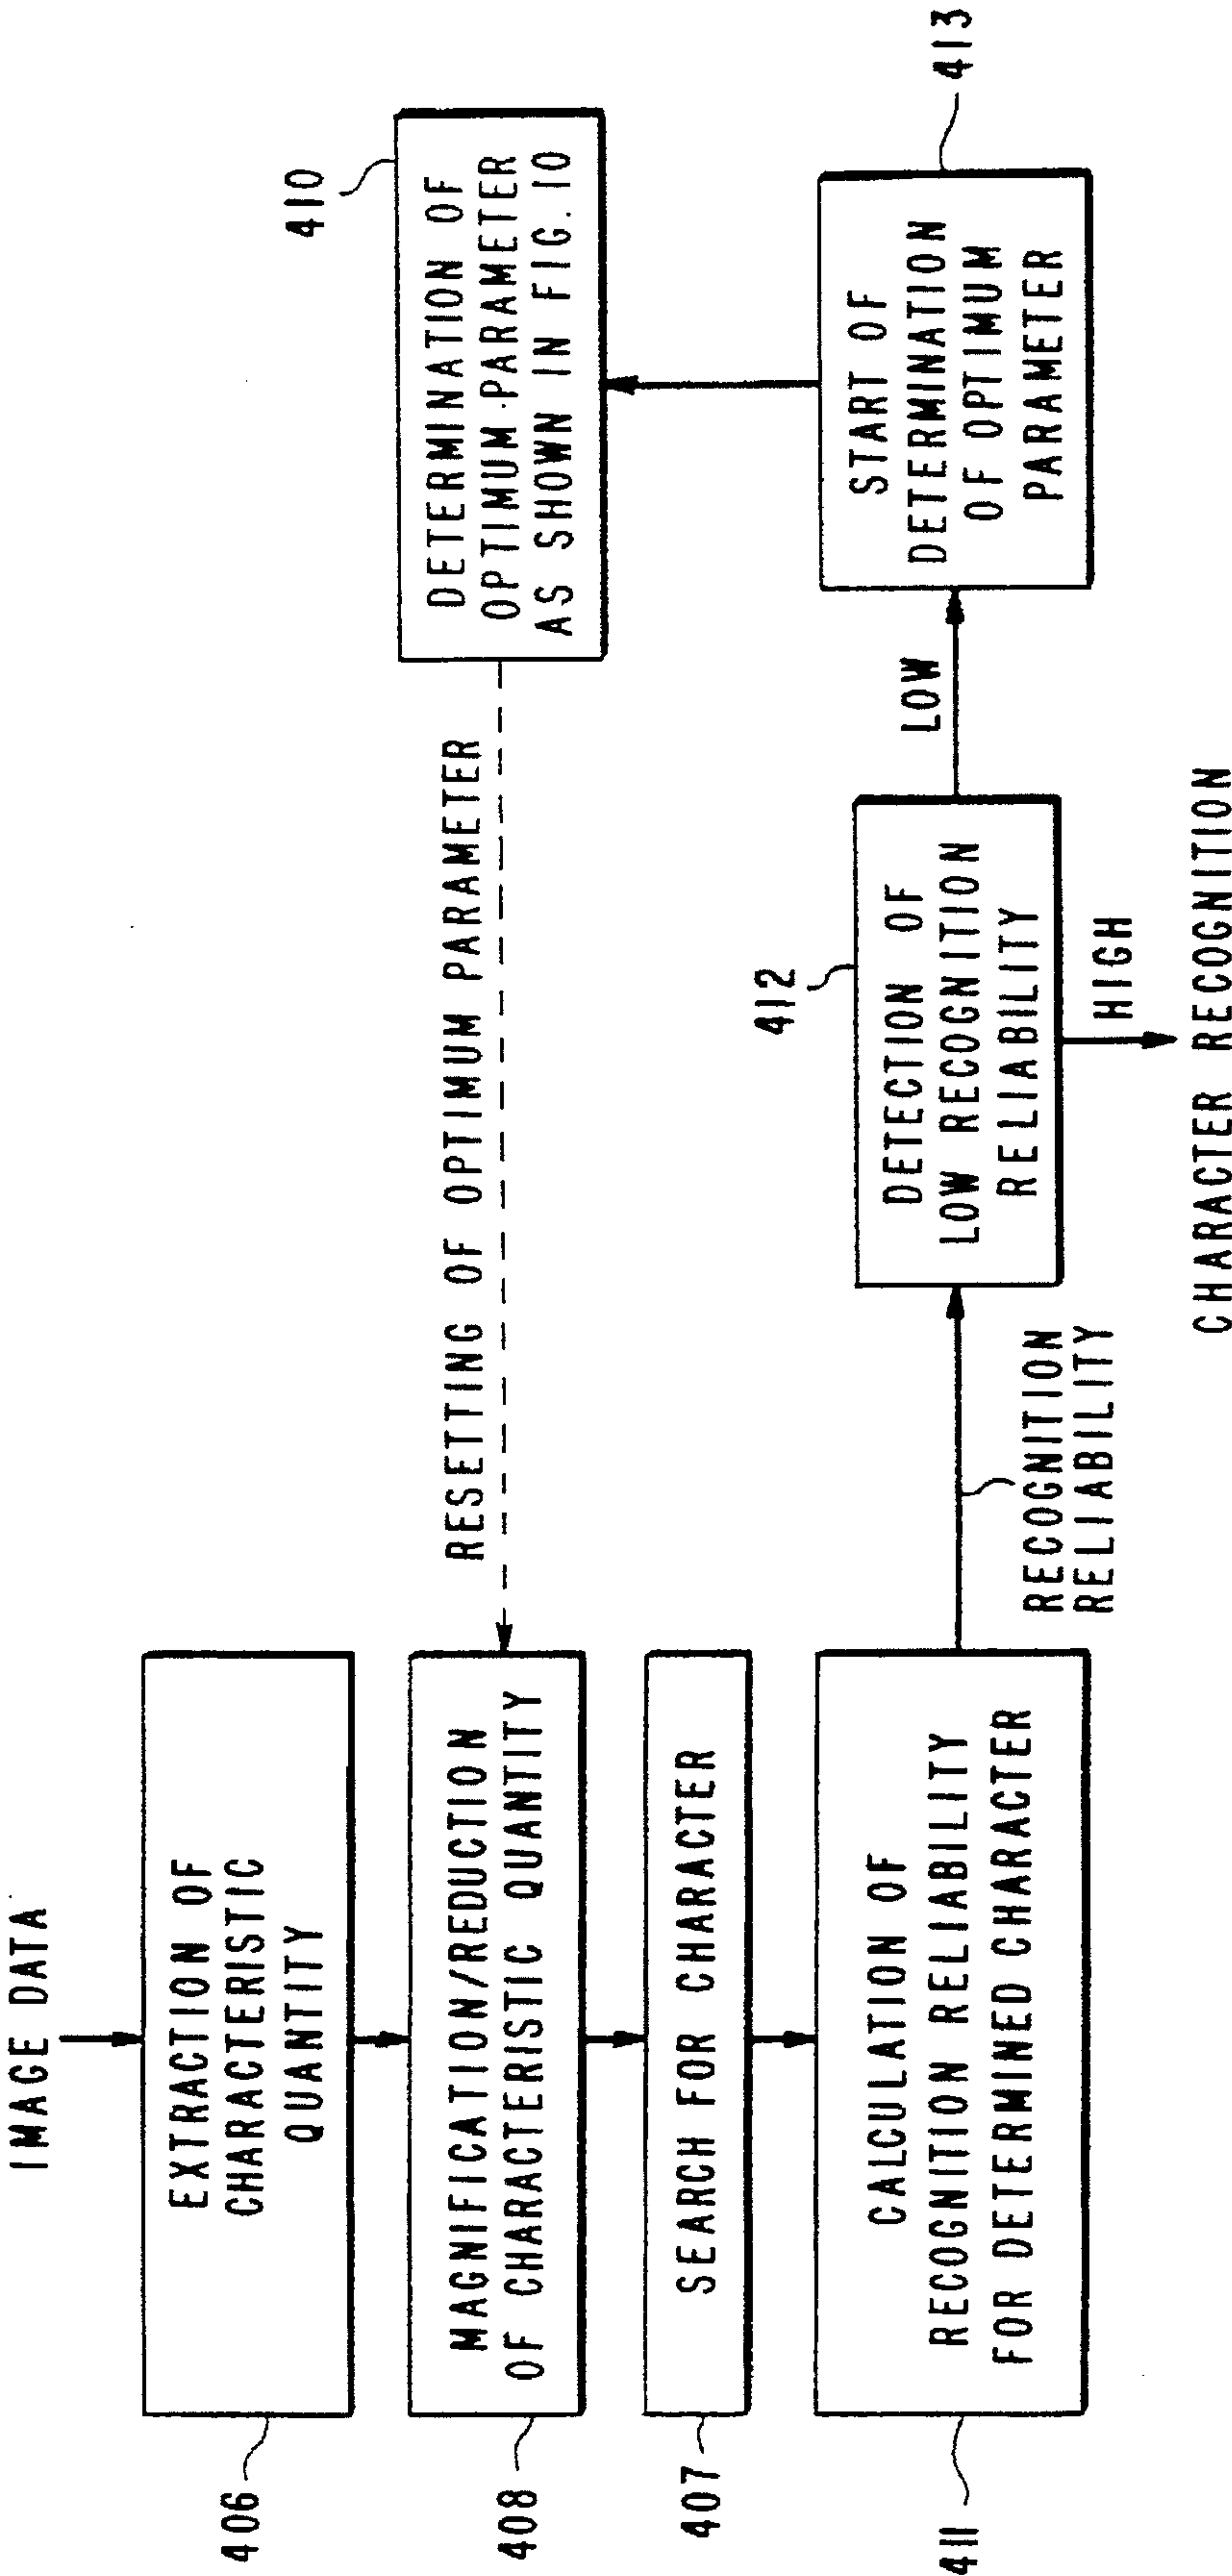 IMAGE DATA
EXTRACTION OF
CHARACTERISTIC
QUANTITY
406
MAGNIFICATION/REDUCTION
OF CHARACTERISTIC QUANTITY
408
SEARCH FOR CHARACTER
407
CALCULATION OF
RECOGNITION RELIABILITY
FOR DETERMINED CHARACTER
411
RECOGNITION
RELIABILITY
412
DETECTION OF
LOW RECOGNITION
RELIABILITY
HIGH
CHARACTER RECOGNITION
LOW
START OF
DETERMINATION
OF OPTIMUM
PARAMETER
413
410
DETERMINATION OF
OPTIMUM PARAMETER
AS SHOWN IN FIG.10
RESETTING OF OPTIMUM PARAMETER